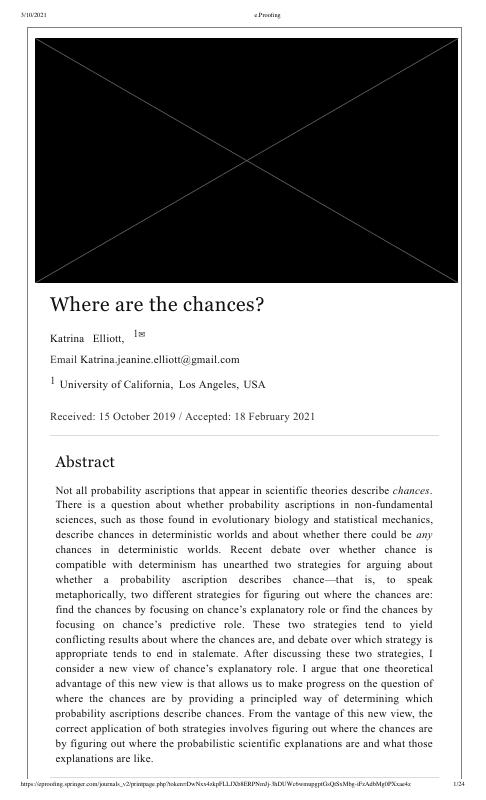 3/10/2021 e.Proofing
Where are the chances?
Katrina Elliott, 1✉
Email Katrina.jeanine.elliott@gmail.com
1 University of California, Los Angeles, USA
Received: 15 October 2019 / Accepted: 18 February 2021
Abstract
Not all probability ascriptions that appear in scientific theories describe chances.
There is a question about whether probability ascriptions in non-fundamental
sciences, such as those found in evolutionary biology and statistical mechanics,
describe chances in deterministic worlds and about whether there could be any
chances in deterministic worlds. Recent debate over whether chance is
compatible with determinism has unearthed two strategies for arguing about
whether a probability ascription describes chance—that is, to speak
metaphorically, two different strategies for figuring out where the chances are:
find the chances by focusing on chance's explanatory role or find the chances by
focusing on chance's predictive role. These two strategies tend to yield
conflicting results about where the chances are, and debate over which strategy is
appropriate tends to end in stalemate. After discussing these two strategies, I
consider a new view of chance's explanatory role. I argue that one theoretical
advantage of this new view is that allows us to make progress on the question of
where the chances are by providing a principled way of determining which
probability ascriptions describe chances. From the vantage of this new view, the
correct application of both strategies involves figuring out where the chances are
by figuring out where the probabilistic scientific explanations are and what those
explanations are like.
1/24